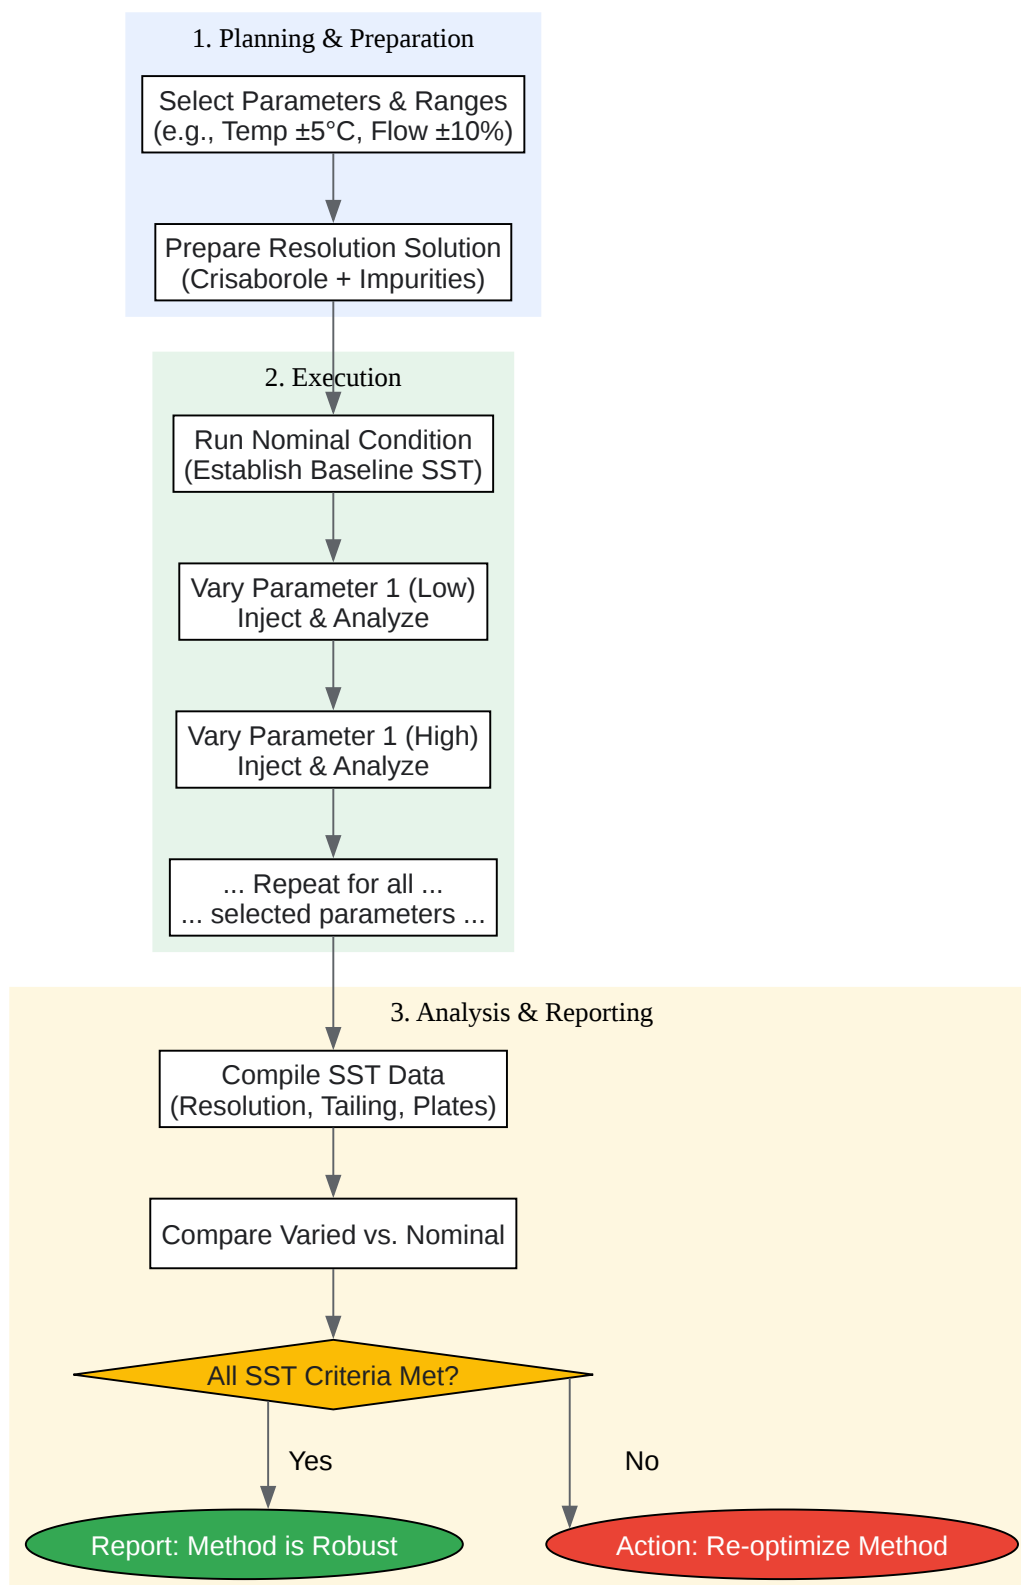 1. Planning & Preparation
Select Parameters & Ranges
(e.g., Temp ±5°C, Flow ±10%)
Prepare Resolution Solution
(Crisaborole + Impurities)
2. Execution
Run Nominal Condition
(Establish Baseline SST)
Vary Parameter 1 (Low)
Inject & Analyze
Vary Parameter 1 (High)
Inject & Analyze
... Repeat for all ...
... selected parameters ...
3. Analysis & Reporting
Compile SST Data
(Resolution, Tailing, Plates)
Compare Varied vs. Nominal
All SST Criteria Met?
Yes
No
Report: Method is Robust
Action: Re-optimize Method